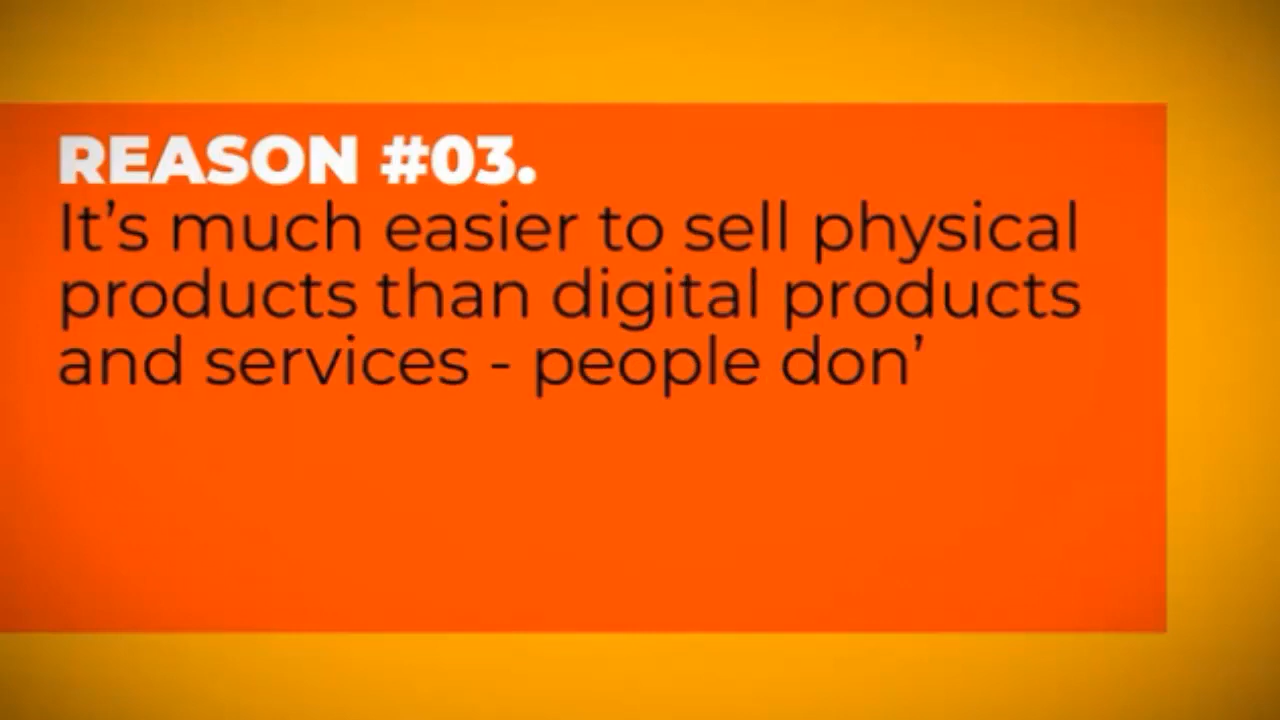 REASON #03.
It’s much easier to sell physical
products than digital products
and services - people don’